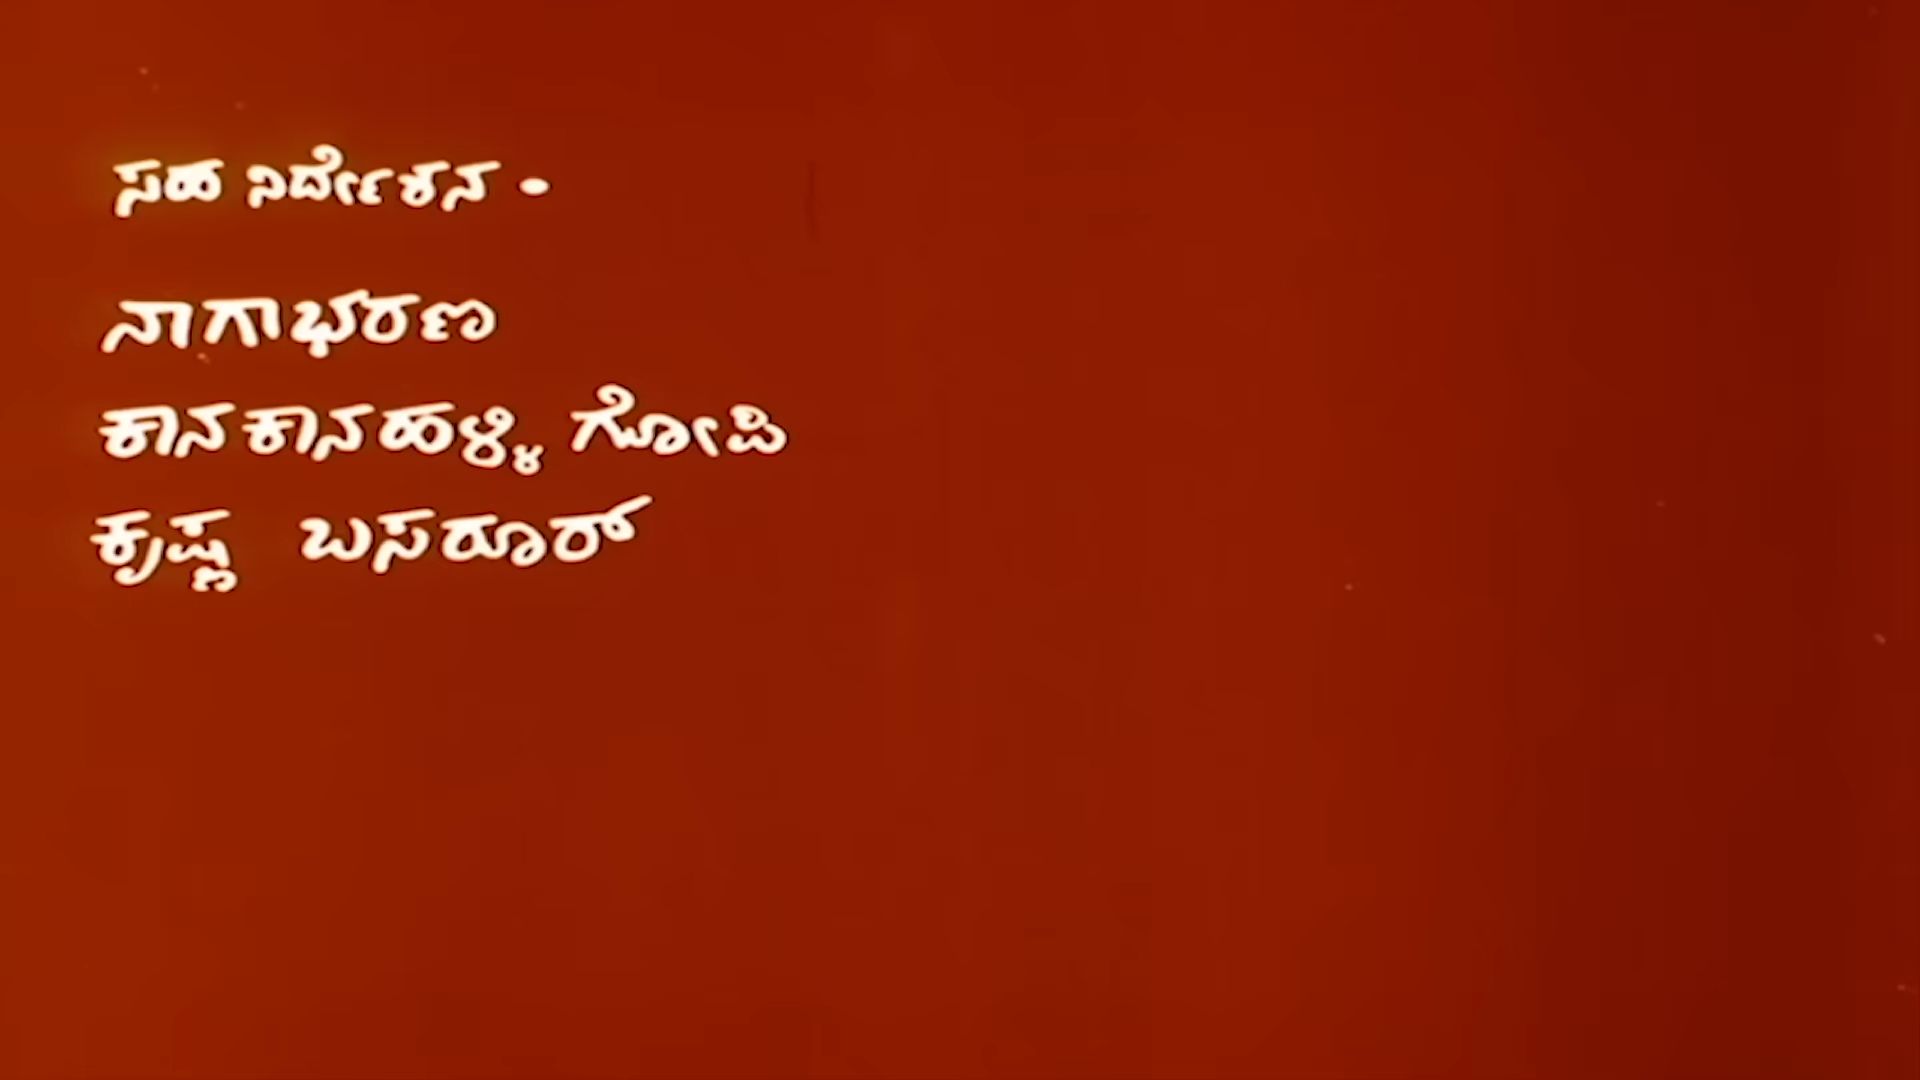 ಸಹ ನಿರ್ದೇಶನ •
ನಾಗಾಭರಣ
ಕಾನಕಾನಹಳ್ಳಿ ಗೋಪಿ
ಕೃಷ್ಣ ಬಸರೂರ್